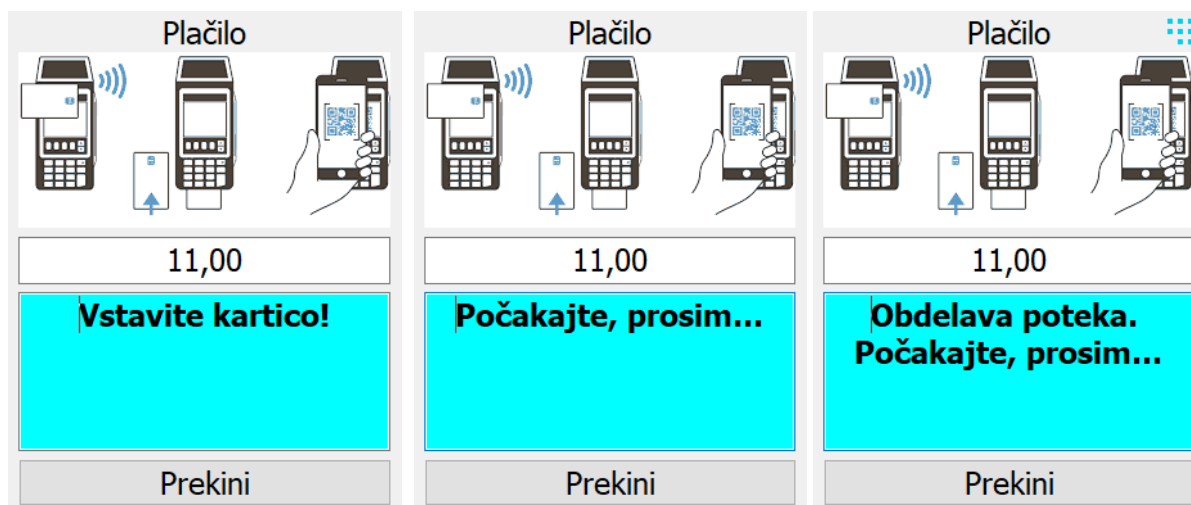 Plačilo
11,00
Vstavite kartico!
Prekini
Plačilo
11,00
Počakajte, prosim...
Prekini
Plačilo
11,00
Obdelava poteka.
Počakajte, prosim...
Prekini